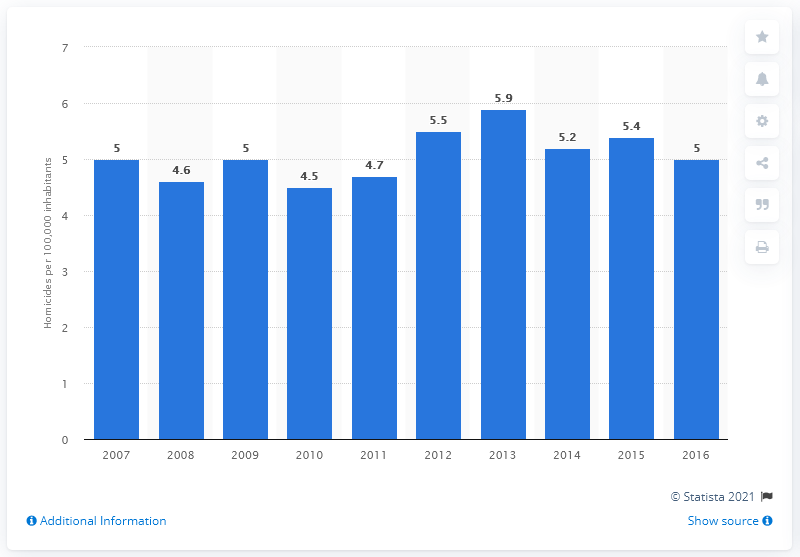 7
6
5
4
3
2
1
0
Homicides per 100,000 inhabitants
5 4.6 5 4.5 4.7 5.5 5.9 5.2 5.4 5
2007 2008 2009 2010 2011 2012 2013 2014 2015 2016
© Statista 2021
Additional Information Show source